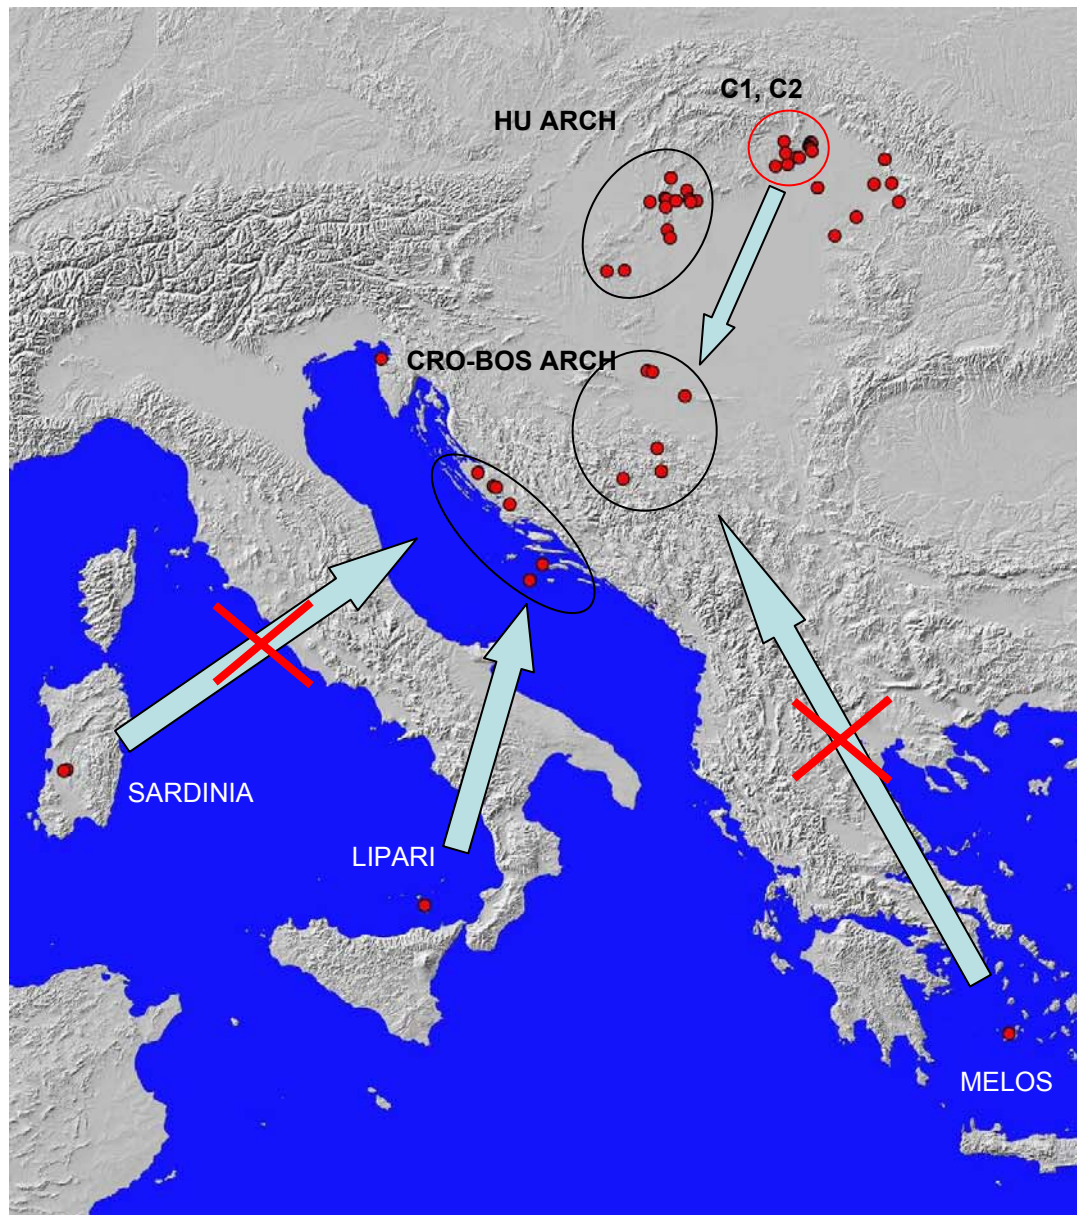 C1, C2
HU ARCH
CRO-BOS ARCH
SARDINIA
LIPARI
MELOS